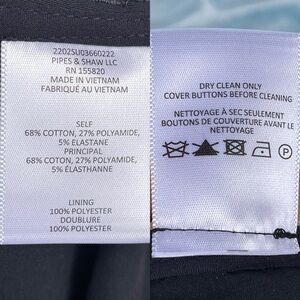 2202SU03660222
PIPES & SHAW LLC
RN 155820
MADE IN VIETNAM
FABRIQUÉ AU VIETNAM
SELF
68% COTTON, 27% POLYAMIDE,
5% ELASTANE
PRINCIPAL
68% COTON, 27% POLYAMIDE,
5% ÉLASTHANNE
LINING
100% POLYESTER
DOUBLURE
100% POLYESTER
DRY CLEAN ONLY
COVER BUTTONS BEFORE CLEANING
NETTOYAGE À SEC SEULEMENT
BOUTONS DE COUVERTURE AVANT LE
NETTOYAGE
P